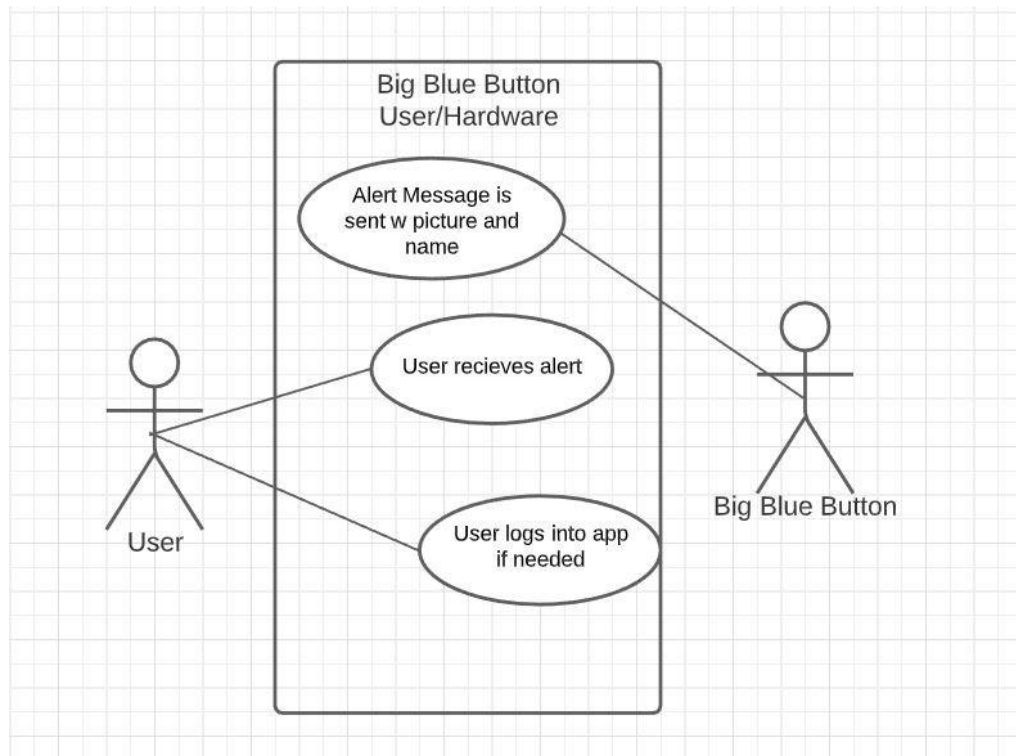 Big Blue Button
User/Hardware
Alert Message is
sent w picture and
name
User recieves alert
User logs into app
if needed
User
Big Blue Button